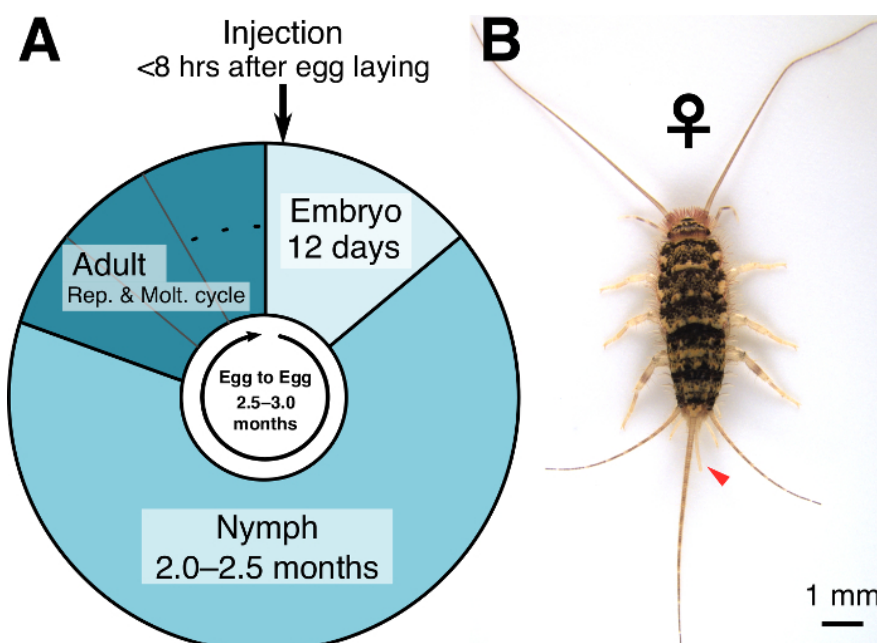 A
Injection
<8 hrs after egg laying
Embryo
12 days
Adult
Rep. & Molt. cycle
Egg to Egg
2.5–3.0
months
Nymph
2.0–2.5 months
B
♀
1 mm